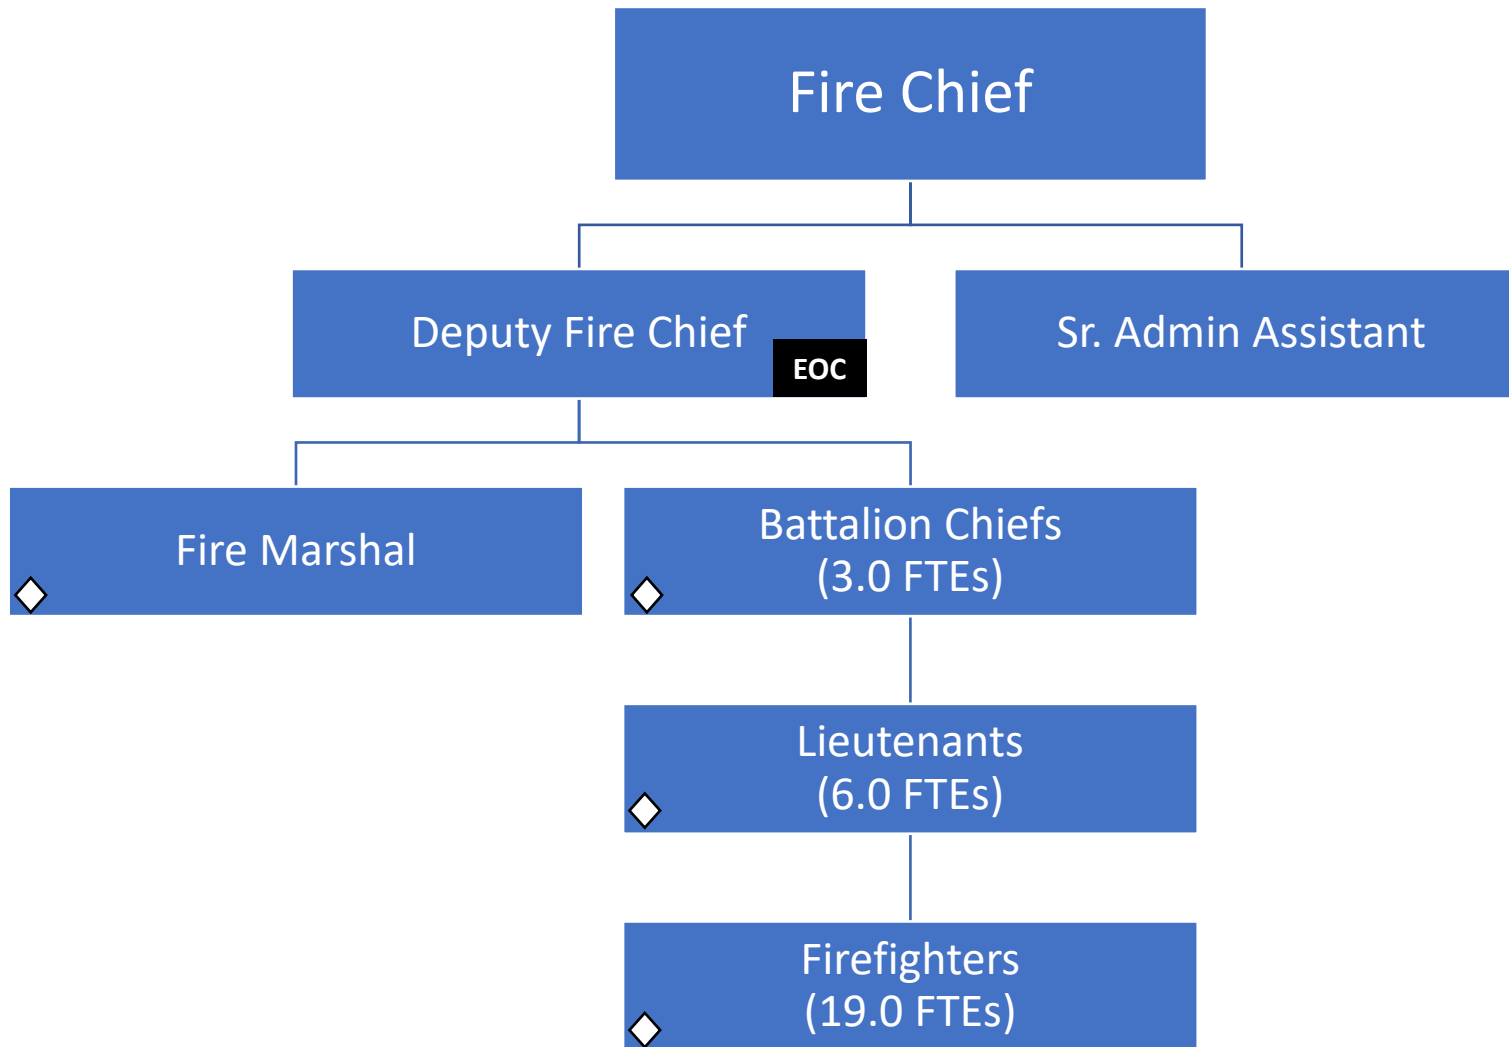 Fire Chief
Deputy Fire Chief
EOC
Sr. Admin Assistant
Fire Marshal
Battalion Chiefs
(3.0 FTEs)
Lieutenants
(6.0 FTEs)
Firefighters
(19.0 FTEs)